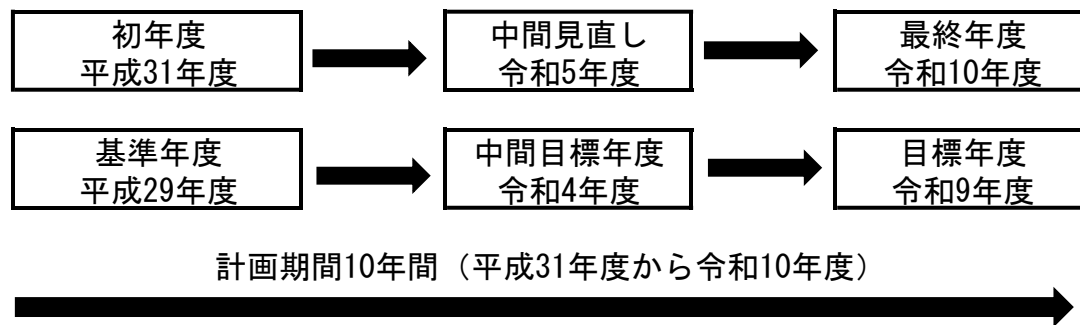 初年度
平成31年度
中間見直し
令和5年度
最終年度
令和10年度
基準年度
平成29年度
中間目標年度
令和4年度
目標年度
令和9年度
計画期間10年間（平成31年度から令和10年度）